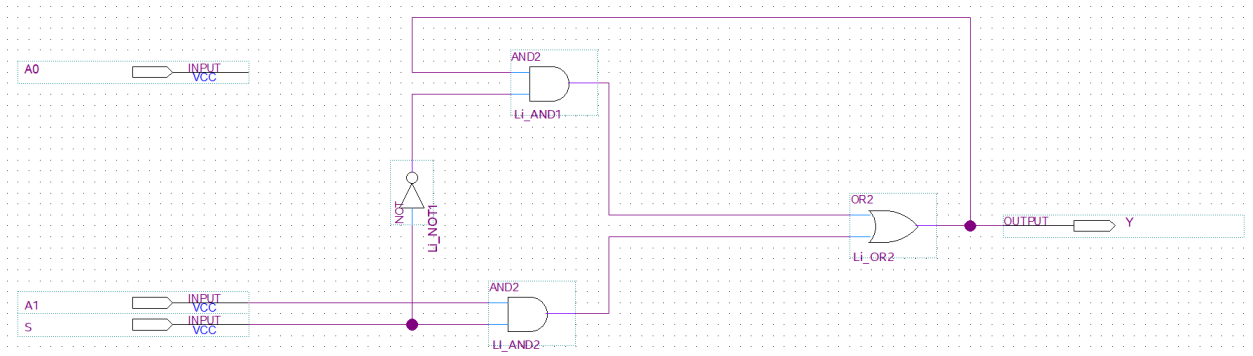 A0
INPUT
VCC
AND2
Li_AND1
NOT
Li_NOT1
OR2
Li_OR2
OUTPUT
Y
A1
INPUT
VCC
S
INPUT
VCC
AND2
LI_AND2